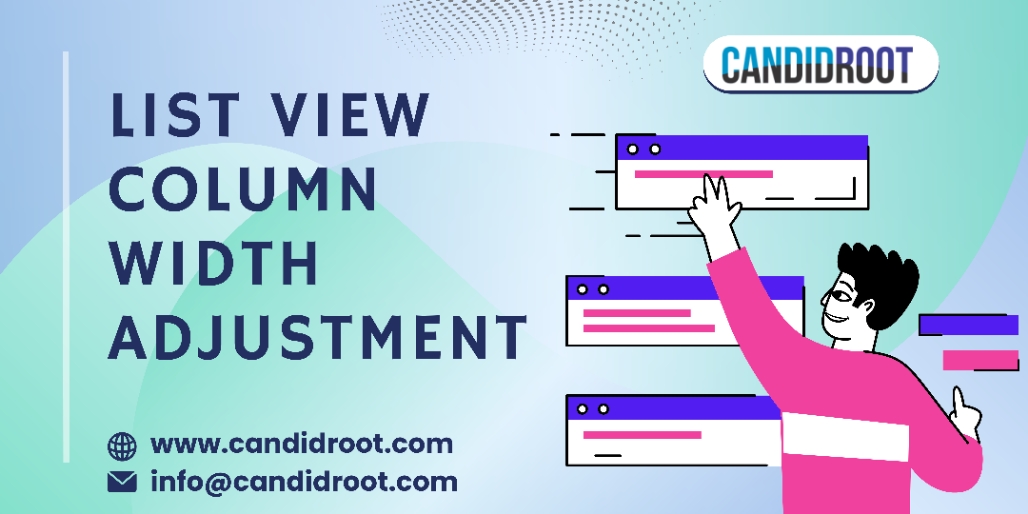 CANDIDROOT
LIST VIEW
COLUMN
WIDTH
ADJUSTMENT
www.candidroot.com
info@candidroot.com